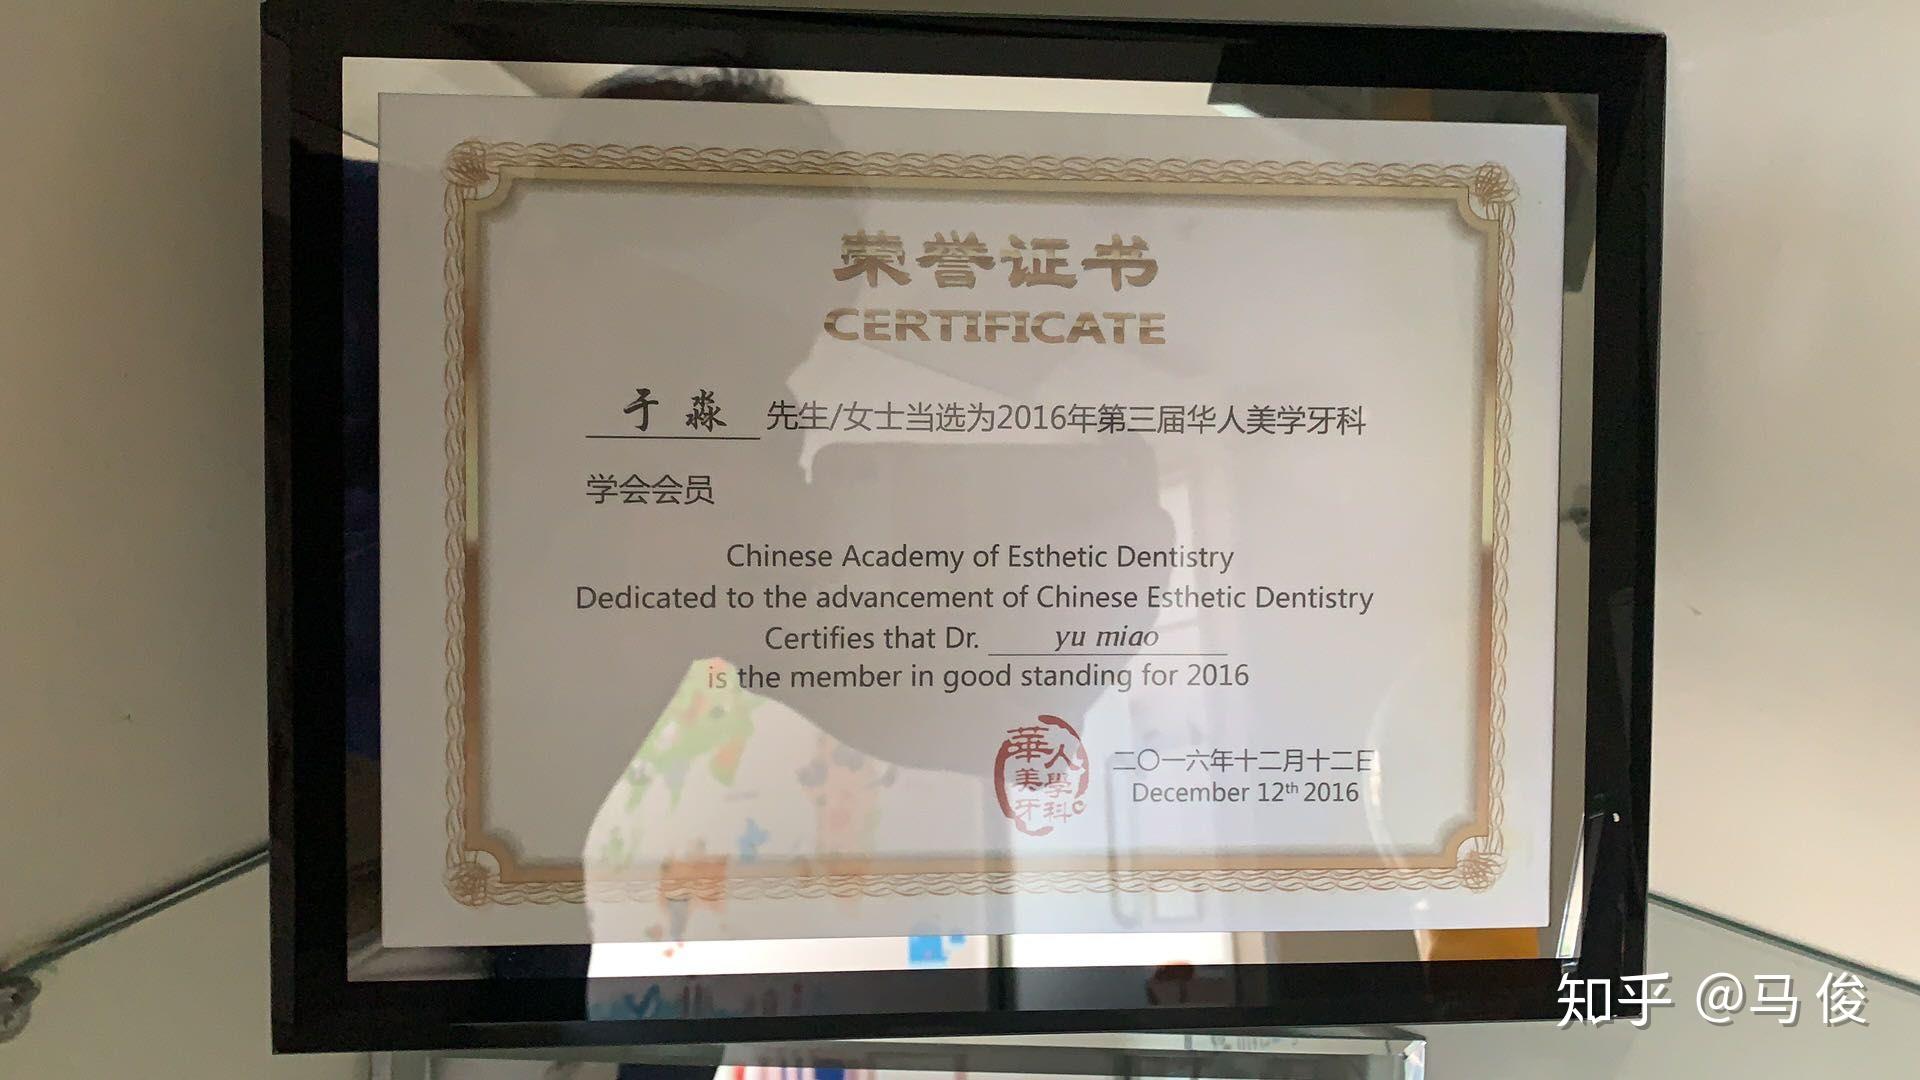 荣誉证书
CERTIFICATE
于淼 先生/女士当选为2016年第三届华人美学牙科
学会会员
Chinese Academy of Esthetic Dentistry
Dedicated to the advancement of Chinese Esthetic Dentistry
Certifies that Dr. yu miao
is the member in good standing for 2016
華人
美學
牙科
二〇一六年十二月十二日
December 12th 2016
知乎 @马俊